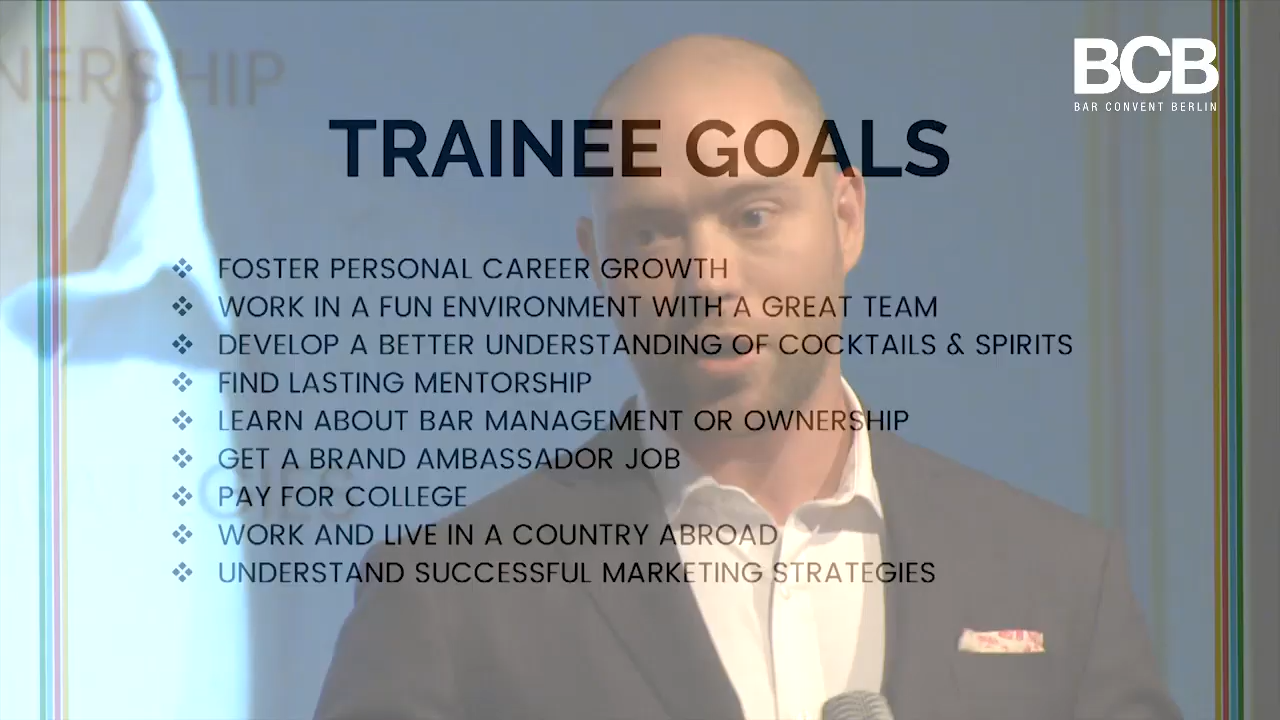 NERSHIP
BCB
BAR CONVENT BERLIN
TRAINEE GOALS
FOSTER PERSONAL CAREER GROWTH
WORK IN A FUN ENVIRONMENT WITH A GREAT TEAM
DEVELOP A BETTER UNDERSTANDING OF COCKTAILS & SPIRITS
FIND LASTING MENTORSHIP
LEARN ABOUT BAR MANAGEMENT OR OWNERSHIP
GET A BRAND AMBASSADOR JOB
PAY FOR COLLEGE
WORK AND LIVE IN A COUNTRY ABROAD
UNDERSTAND SUCCESSFUL MARKETING STRATEGIES